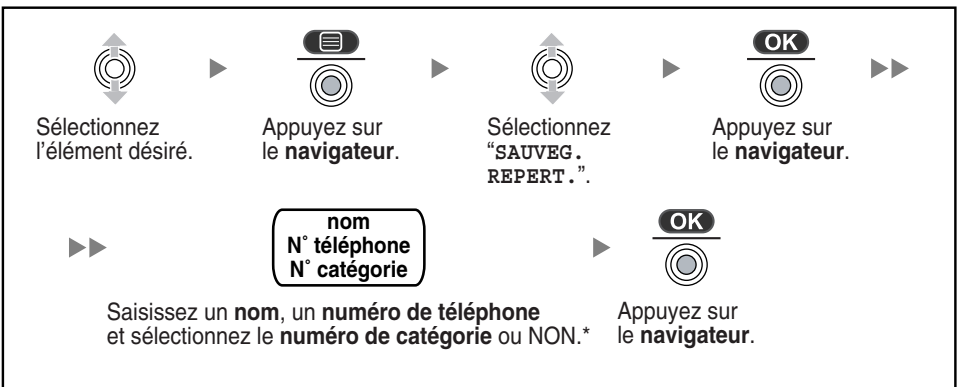 OK
Sélectionnez
l'élément désiré.
Appuyez sur
le navigateur.
Sélectionnez
“SAUVEG.
REPERT.”.
Appuyez sur
le navigateur.
nom
N° téléphone
N° catégorie
OK
Saisissez un nom, un numéro de téléphone
et sélectionnez le numéro de catégorie ou NON.*
Appuyez sur
le navigateur.